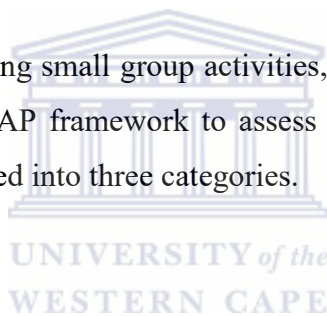 ng small group activities,
AP framework to assess
ed into three categories.
UNIVERSITY of the
WESTERN CAPE